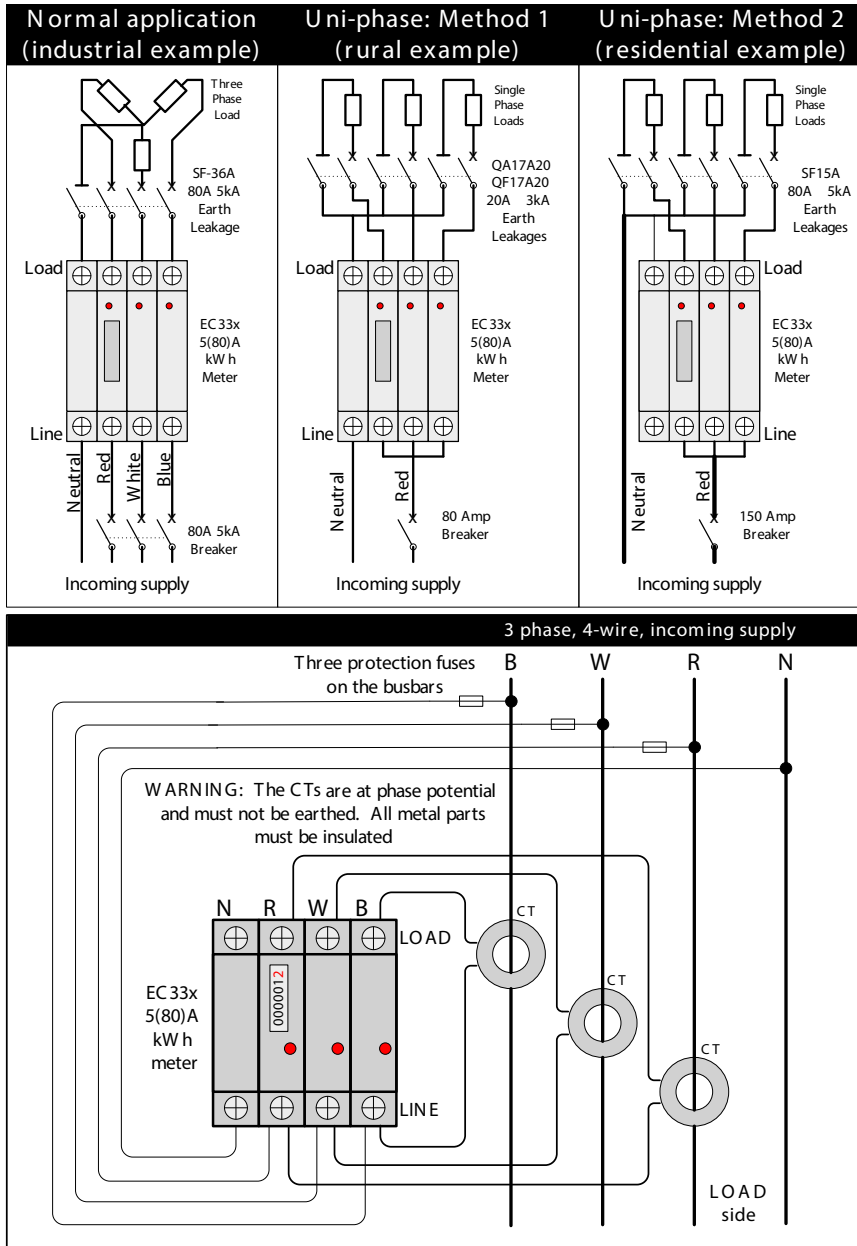 Normal application
(industrial example)
Three
Phase
Load
SF-36A
80A 5kA
Earth
Leakage
Load
EC33x
5(80)A
kWh
Meter
Line
Neutral
Red
White
Blue
80A 5kA
Breaker
Incoming supply
Uni-phase: Method 1
(rural example)
Single
Phase
Loads
QA17A20
QF17A20
20A 3kA
Earth
Leakages
Load
EC33x
5(80)A
kWh
Meter
Line
Neutral
Red
80 Amp
Breaker
Incoming supply
Uni-phase: Method 2
(residential example)
Single
Phase
Loads
SF15A
80A 5kA
Earth
Leakages
Load
EC33x
5(80)A
kWh
Meter
Line
Neutral
Red
150 Amp
Breaker
Incoming supply
3 phase, 4-wire, incoming supply
Three protection fuses
on the busbars
B W R N
WARNING: The CTs are at phase potential
and must not be earthed. All metal parts
must be insulated
N R W B
LOAD
CT
0000012
EC33x
5(80)A
kWh
meter
CT
CT
LINE
LOAD
side